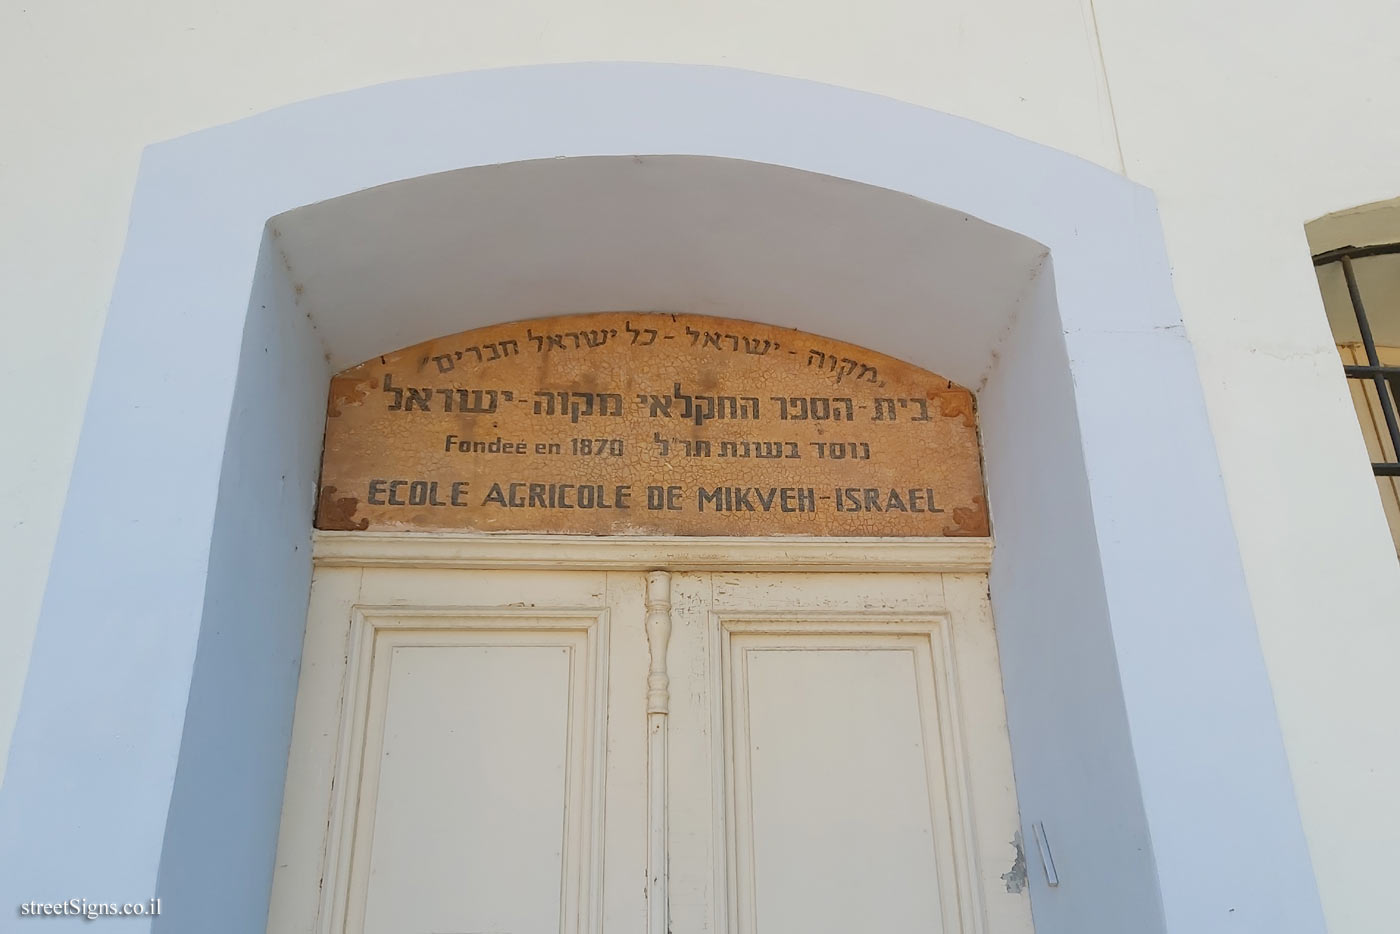 „מקוה - ישראל - כל ישראל חברים"
בית-הספר החקלאי מקוה-ישראל
נוסד בשנת תר"ל Fondeé en 1870
ECOLE AGRICOLE DE MIKVEH-ISRAEL
streetSigns.co.il